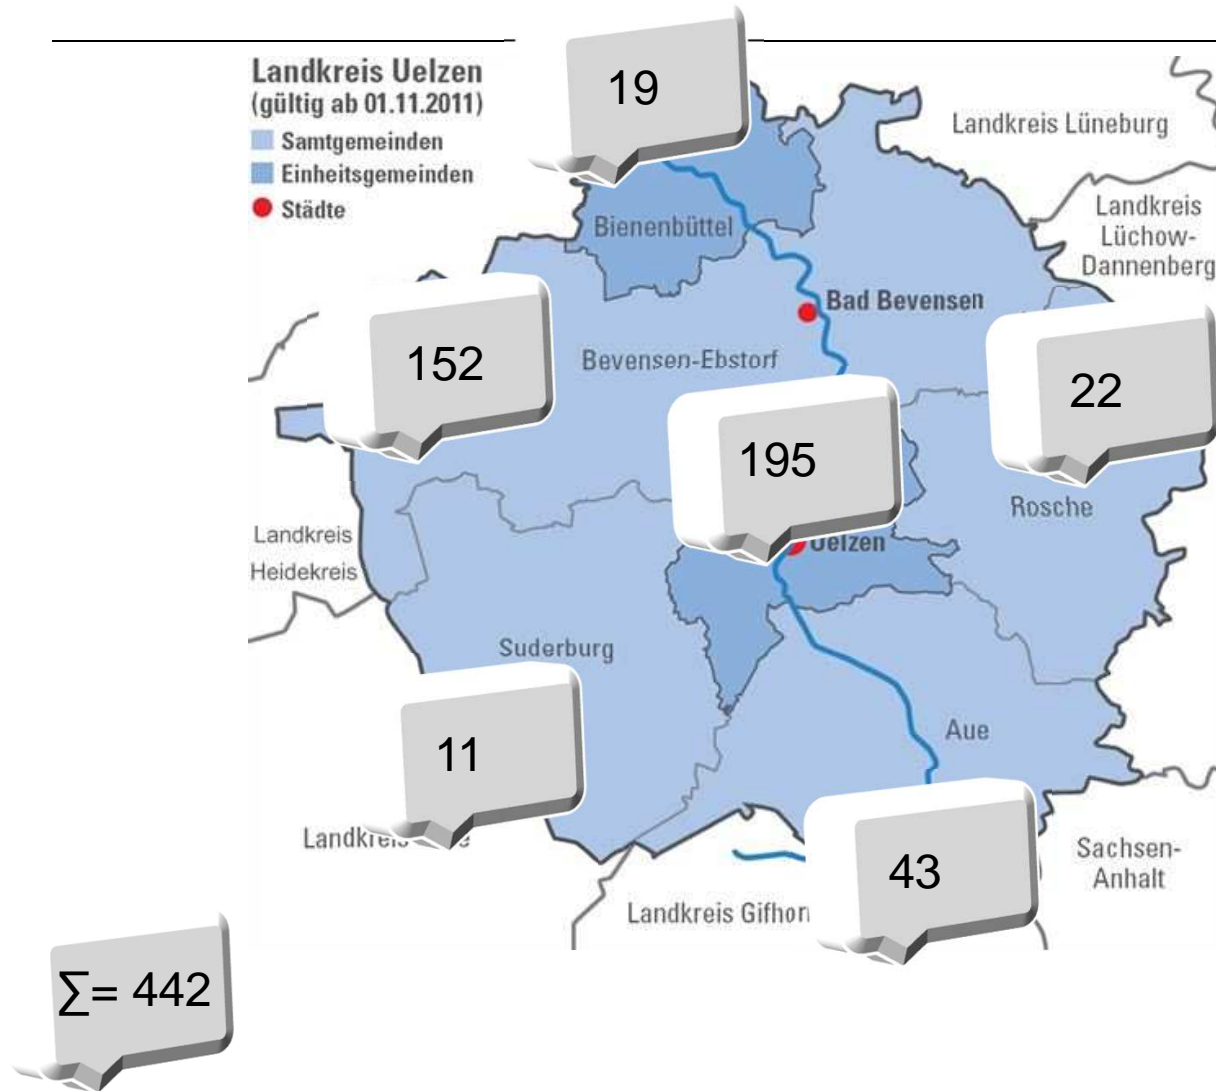 19
Landkreis Uelzen
(gültig ab 01.11.2011)
Samtgemeinden
Einheitsgemeinden
Städte
Landkreis Lüneburg
Landkreis
Lüchow-
Dannenberg
Bienenbüttel
Bad Bevensen
152
Bevensen-Ebstorf
22
195
Rosche
Uelzen
Landkreis
Heidekreis
Suderburg
11
Aue
43
Sachsen-
Anhalt
Landkreis Gifhorn
∑= 442